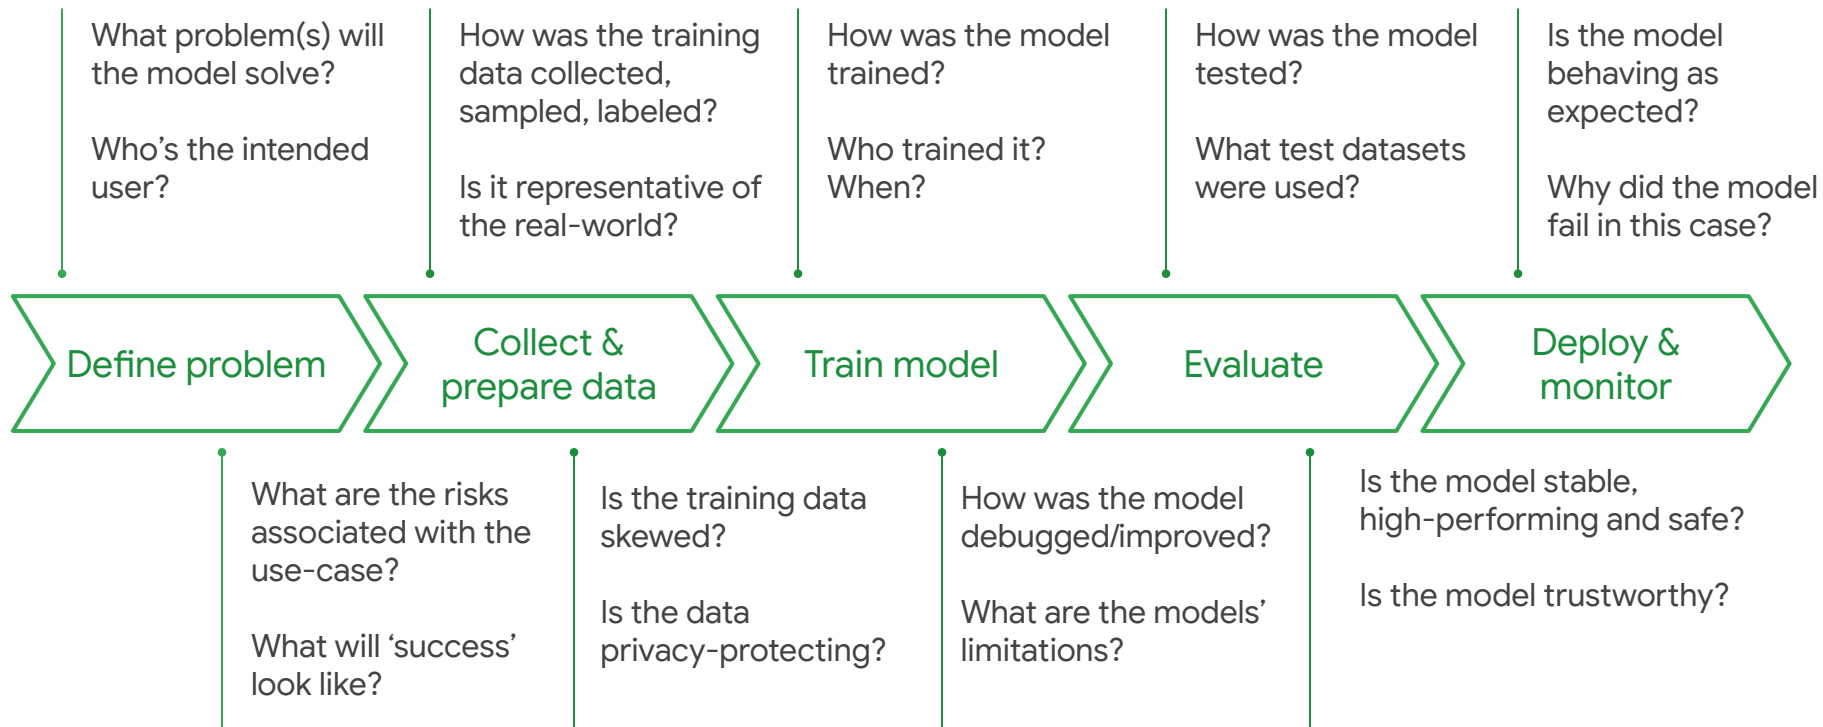 What problem(s) will
the model solve?
Who's the intended
user?
How was the training
data collected,
sampled, labeled?
Is it representative of
the real-world?
How was the model
trained?
Who trained it?
When?
How was the model
tested?
What test datasets
were used?
Is the model
behaving as
expected?
Why did the model
fail in this case?
Define problem
Collect &
prepare data
Train model
Evaluate
Deploy &
monitor
What are the risks
associated with the
use-case?
What will ‘success’
look like?
Is the training data
skewed?
Is the data
privacy-protecting?
How was the model
debugged/improved?
What are the models’
limitations?
Is the model stable,
high-performing and safe?
Is the model trustworthy?